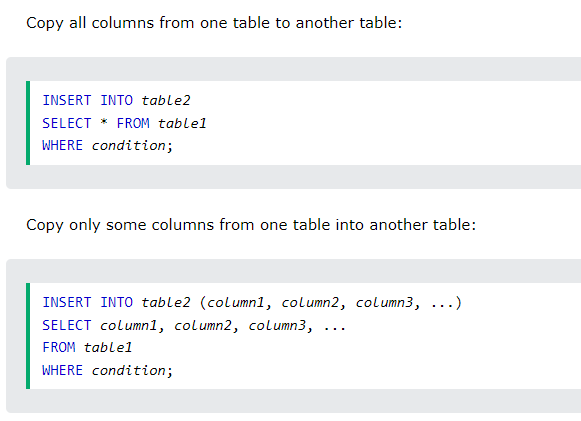 Copy all columns from one table to another table:
INSERT INTO table2
SELECT * FROM table1
WHERE condition;
Copy only some columns from one table into another table:
INSERT INTO table2 (column1, column2, column3, ...)
SELECT column1, column2, column3, ...
FROM table1
WHERE condition;